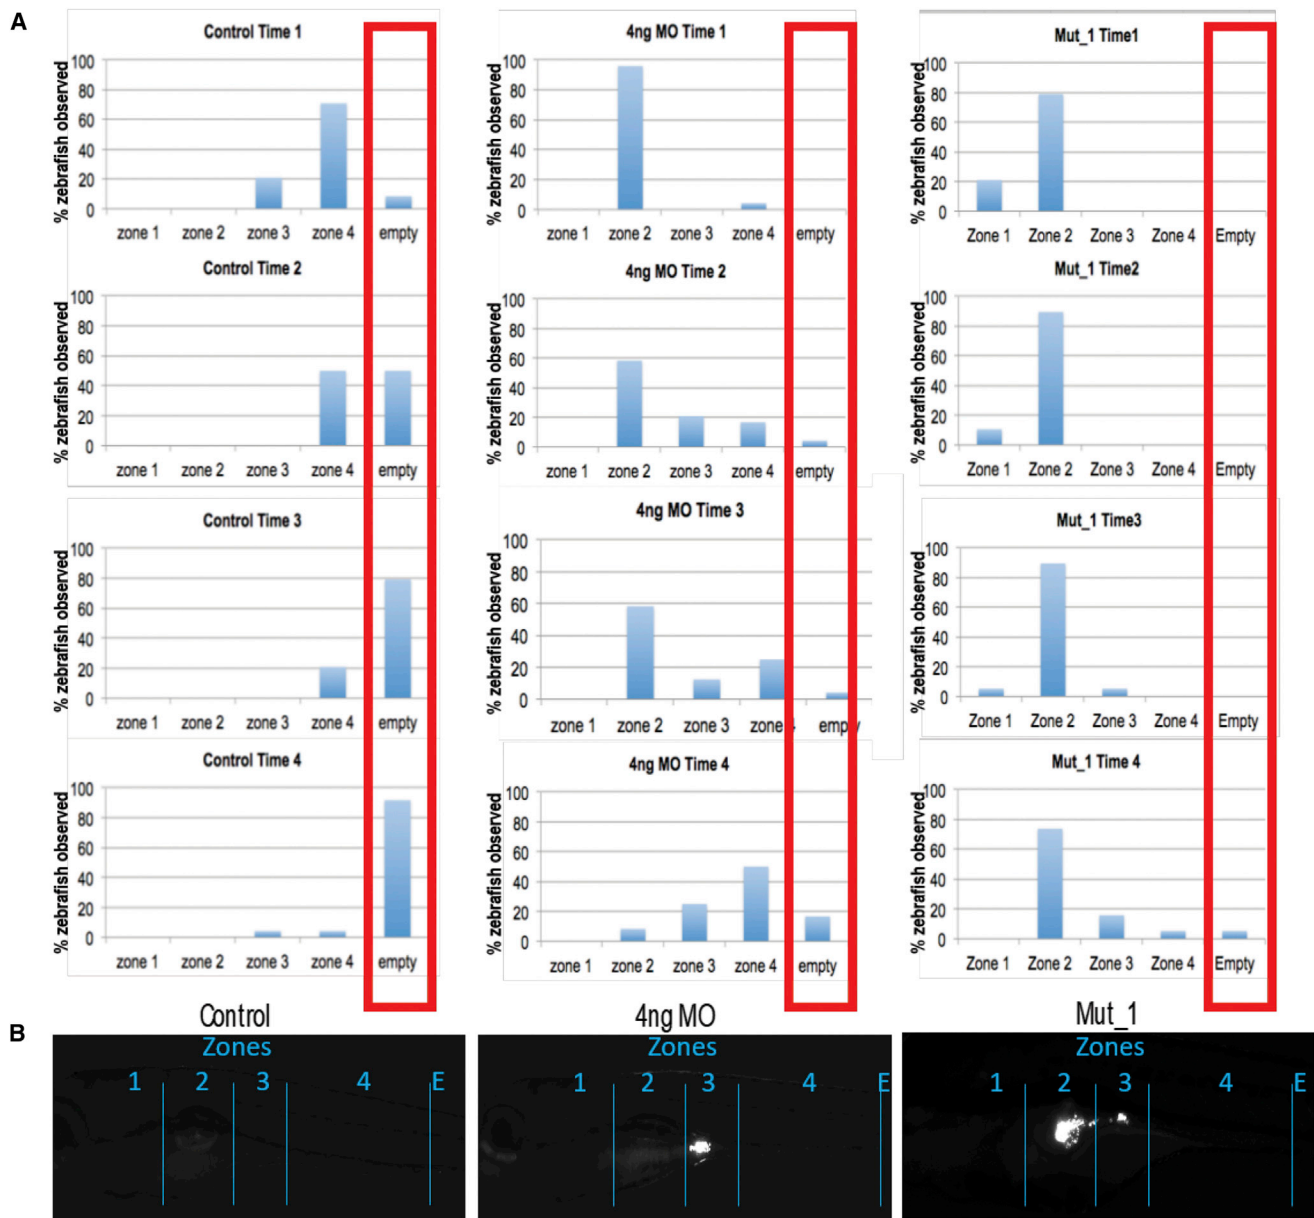 A
Control Time 1
% zebrafish observed
100
80
60
40
20
0
zone 1 zone 2 zone 3 zone 4 empty
4ng MO Time 1
% zebrafish observed
100
80
60
40
20
0
zone 1 zone 2 zone 3 zone 4 empty
Mut_1 Time1
% zebrafish observed
100
80
60
40
20
0
Zone 1 Zone 2 Zone 3 Zone 4 Empty
Control Time 2
% zebrafish observed
100
80
60
40
20
0
zone 1 zone 2 zone 3 zone 4 empty
4ng MO Time 2
% zebrafish observed
100
80
60
40
20
0
zone 1 zone 2 zone 3 zone 4 empty
Mut_1 Time2
% zebrafish observed
100
80
60
40
20
0
Zone 1 Zone 2 Zone 3 Zone 4 Empty
Control Time 3
% zebrafish observed
100
80
60
40
20
0
zone 1 zone 2 zone 3 zone 4 empty
4ng MO Time 3
% zebrafish observed
100
80
60
40
20
0
zone 1 zone 2 zone 3 zone 4 empty
Mut_1 Time3
% zebrafish observed
100
80
60
40
20
0
Zone 1 Zone 2 Zone 3 Zone 4 Empty
Control Time 4
% zebrafish observed
100
80
60
40
20
0
zone 1 zone 2 zone 3 zone 4 empty
4ng MO Time 4
% zebrafish observed
100
80
60
40
20
0
zone 1 zone 2 zone 3 zone 4 empty
Mut_1 Time 4
% zebrafish observed
100
80
60
40
20
0
Zone 1 Zone 2 Zone 3 Zone 4 Empty
B
Control
Zones
1 2 3 4 E
4ng MO
Zones
1 2 3 4 E
Mut_1
Zones
1 2 3 4 E